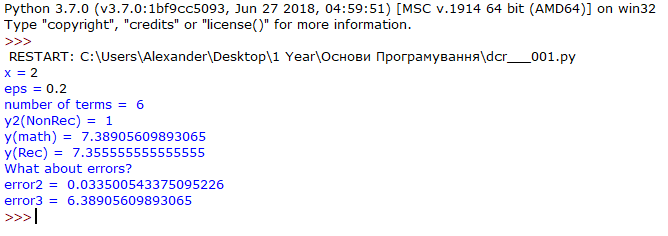 Python 3.7.0 (v3.7.0:1bf9cc5093, Jun 27 2018, 04:59:51) [MSC v.1914 64 bit (AMD64)] on win32
Type "copyright", "credits" or "license()" for more information.
>>>
RESTART: C:\Users\Alexander\Desktop\1 Year\Основи Програмування\dcr___001.py
x = 2
eps = 0.2
number of terms =  6
y2(NonRec) =  1
y(math) =  7.38905609893065
y(Rec) =  7.355555555555555
What about errors?
error2 =  0.033500543375095226
error3 =  6.38905609893065
>>>